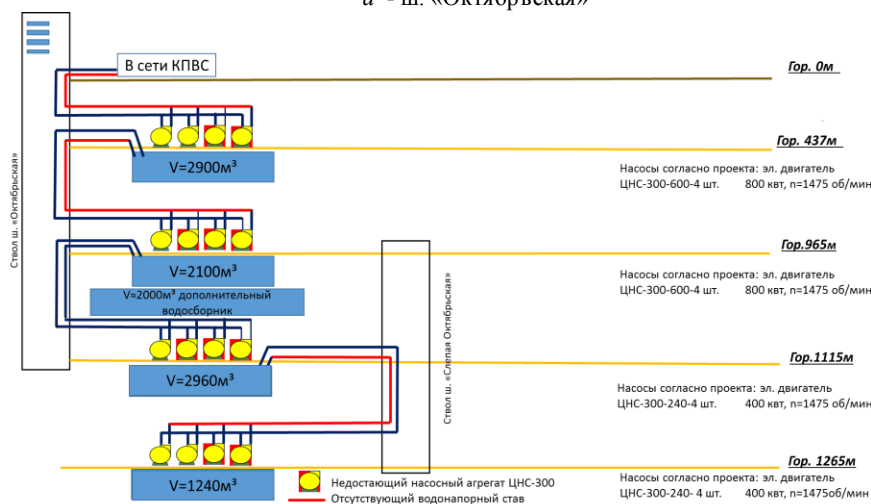 а - ш. «Октябрьская»
В сети КПВС
Гор. 0м
Гор. 437м
V=2900м³
Насосы согласно проекта: эл. двигатель
ЦНС-300-600-4 шт. 800 квт, n=1475 об/мин
Ствол ш. «Октябрьская»
Гор.965м
V=2100м³
Насосы согласно проекта: эл. двигатель
ЦНС-300-600-4 шт. 800 квт, n=1475 об/мин
V=2000м³ дополнительный
водосборник
Ствол ш. «Слепая Октябрьская»
Гор.1115м
V=2960м³
Насосы согласно проекта: эл. двигатель
ЦНС-300-240-4 шт. 400 квт, n=1475 об/мин
Гор. 1265м
V=1240м³
Недостающий насосный агрегат ЦНС-300
Отсутствующий водонапорный став
Насосы согласно проекта: эл. двигатель
ЦНС-300-240- 4 шт. 400 квт, n=1475об/мин